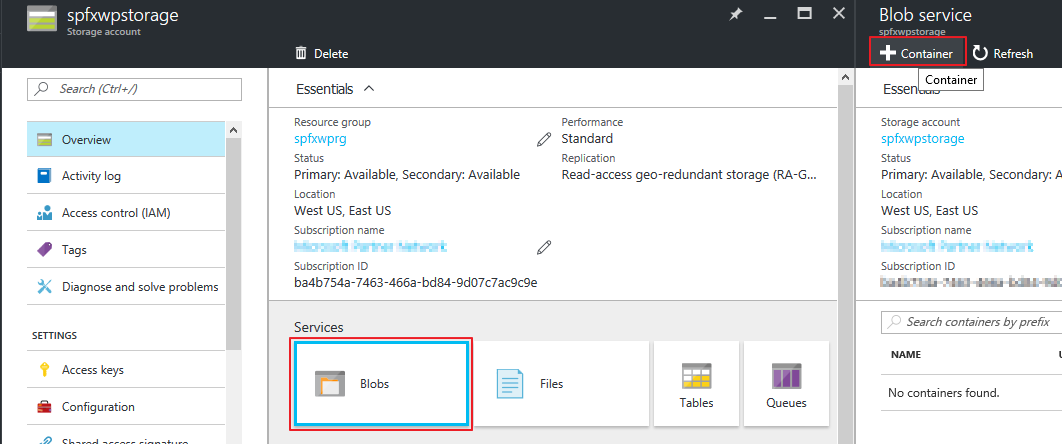 spfxwpstorage
Storage account
Delete
Search (Ctrl+/)
Overview
Activity log
Access control (IAM)
Tags
Diagnose and solve problems
SETTINGS
Access keys
Configuration
Shared access signature
Essentials
Resource group
spfxwprg
Status
Primary: Available, Secondary: Available
Location
West US, East US
Subscription name
Subscription ID
ba4b754a-7463-466a-bd84-9d07c7ac9c9e
Performance
Standard
Replication
Read-access geo-redundant storage (RA-G...
Services
Blobs
Files
Tables
Queues
Blob service
spfxwpstorage
Container
Refresh
Container
Essentials
Storage account
spfxwpstorage
Status
Primary: Available, Secondary: Available
Location
West US, East US
Subscription name
Subscription ID
Search containers by prefix
NAME
No containers found.